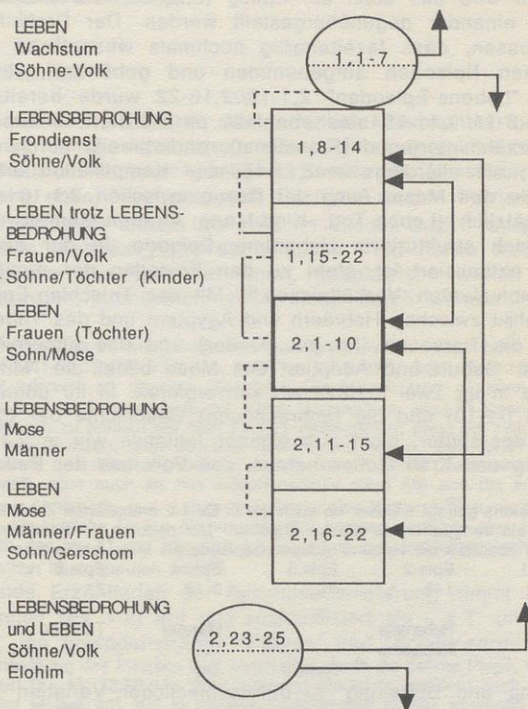 LEBEN
Wachstum
Söhne-Volk
1,1-7
LEBENSBEDROHUNG
Frondienst
Söhne/Volk
1,8-14
LEBEN trotz LEBENS-
BEDROHUNG
Frauen/Volk
Söhne/Töchter (Kinder)
1,15-22
LEBEN
Frauen (Töchter)
Sohn/Mose
2,1-10
LEBENSBEDROHUNG
Mose
Männer
2,11-15
LEBEN
Mose
Männer/Frauen
Sohn/Gerschom
2,16-22
LEBENSBEDROHUNG
und LEBEN
Söhne/Volk
Elohim
2,23-25